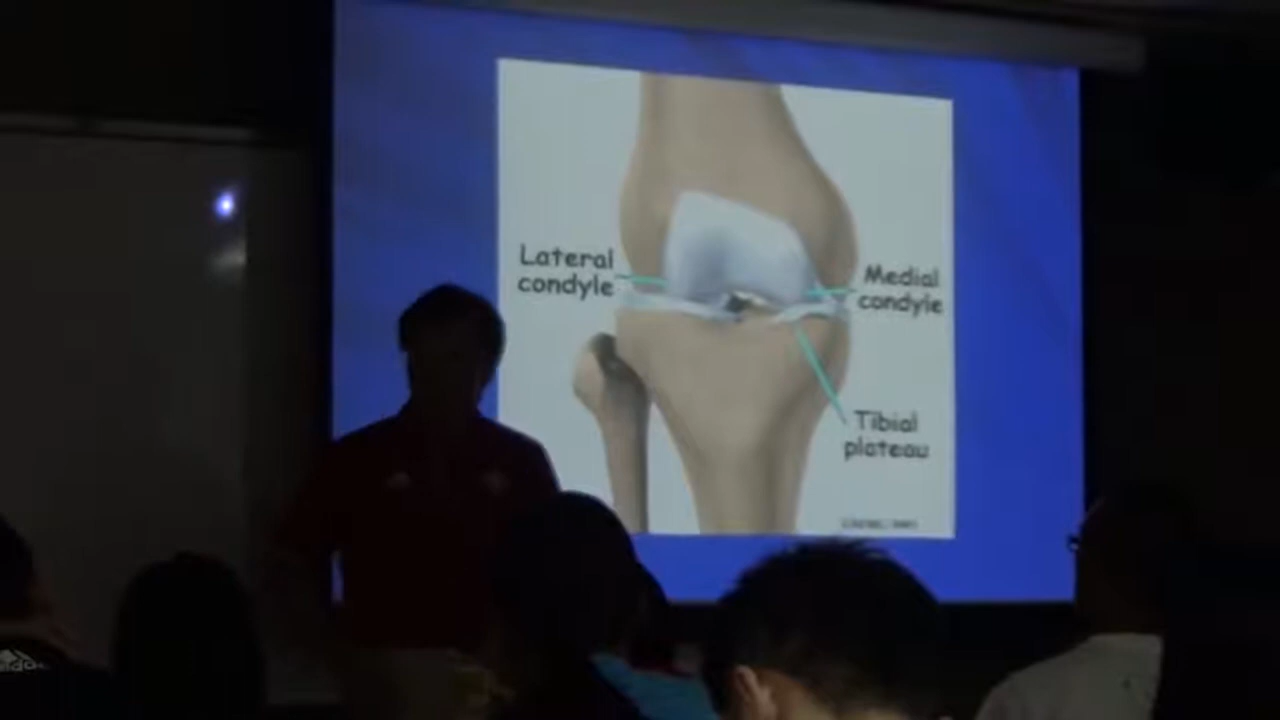 Lateral
condyle
Medial
condyle
Tibial
plateau